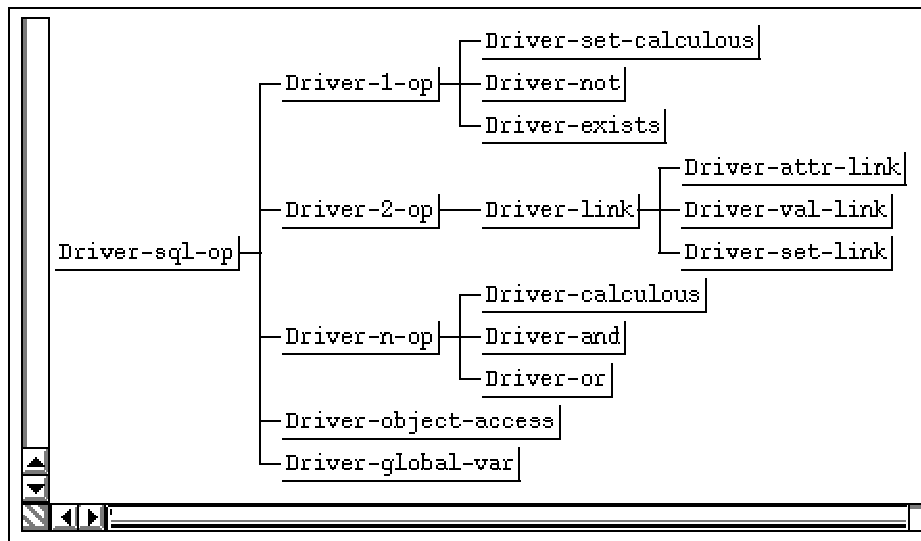 Driver-set-calculous
Driver-1-op
Driver-not
Driver-exists
Driver-attr-link
Driver-2-op
Driver-link
Driver-val-link
Driver-sql-op
Driver-set-link
Driver-calculous
Driver-n-op
Driver-and
Driver-or
Driver-object-access
Driver-global-var